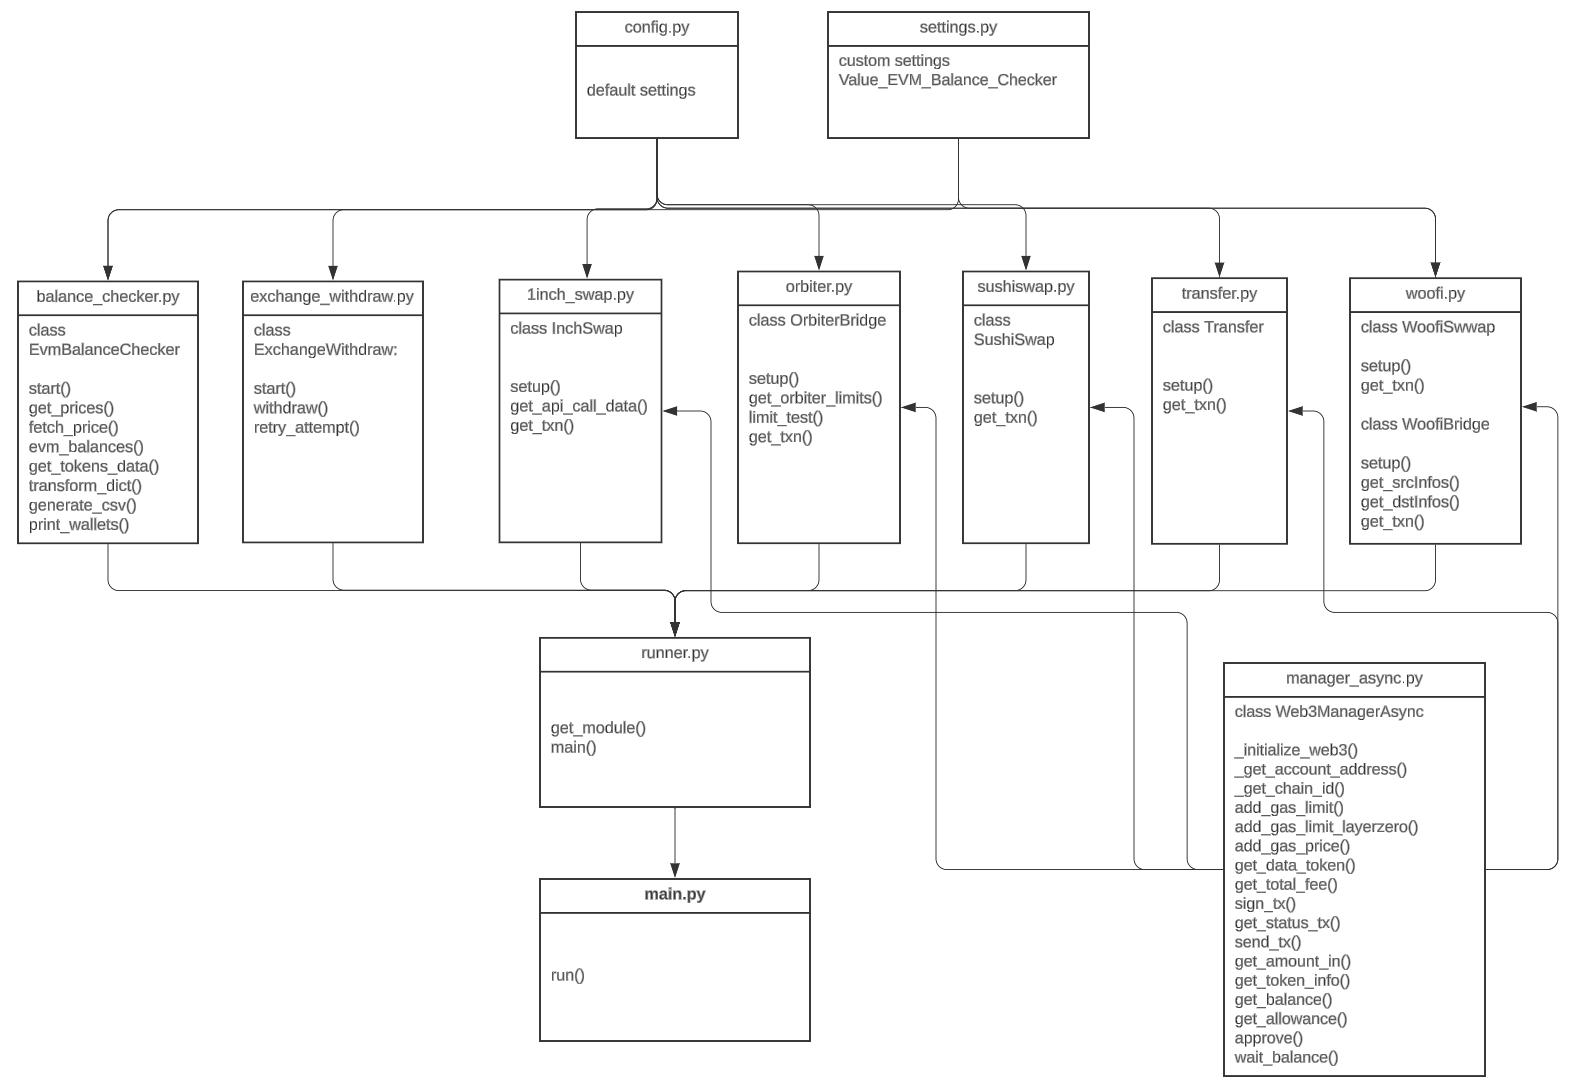 config.py
default settings
settings.py
custom settings
Value_EVM_Balance_Checker
balance_checker.py
class
EvmBalanceChecker
start()
get_prices()
fetch_price()
evm_balances()
get_tokens_data()
transform_dict()
generate_csv()
print_wallets()
exchange_withdraw.py
class
ExchangeWithdraw:
start()
withdraw()
retry_attempt()
1inch_swap.py
class InchSwap
setup()
get_api_call_data()
get_txn()
orbiter.py
class OrbiterBridge
setup()
get_orbiter_limits()
limit_test()
get_txn()
sushiswap.py
class
SushiSwap
setup()
get_txn()
transfer.py
class Transfer
setup()
get_txn()
woofi.py
class WoofiSwwap
setup()
get_txn()
class WoofiBridge
setup()
get_srcInfos()
get_dstInfos()
get_txn()
runner.py
get_module()
main()
main.py
run()
manager_async.py
class Web3ManagerAsync
_initialize_web3()
_get_account_address()
_get_chain_id()
add_gas_limit()
add_gas_limit_layerzero()
add_gas_price()
get_data_token()
get_total_fee()
sign_tx()
get_status_tx()
send_tx()
get_amount_in()
get_token_info()
get_balance()
get_allowance()
approve()
wait_balance()